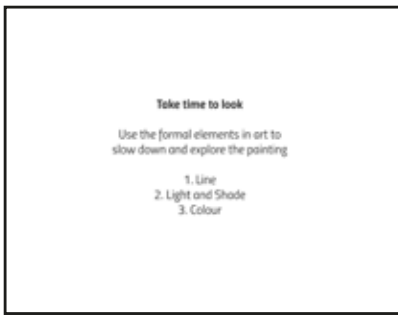 Take time to look
Use the formal elements in art to
slow down and explore the painting
1. Line
2. Light and Shade
3. Colour